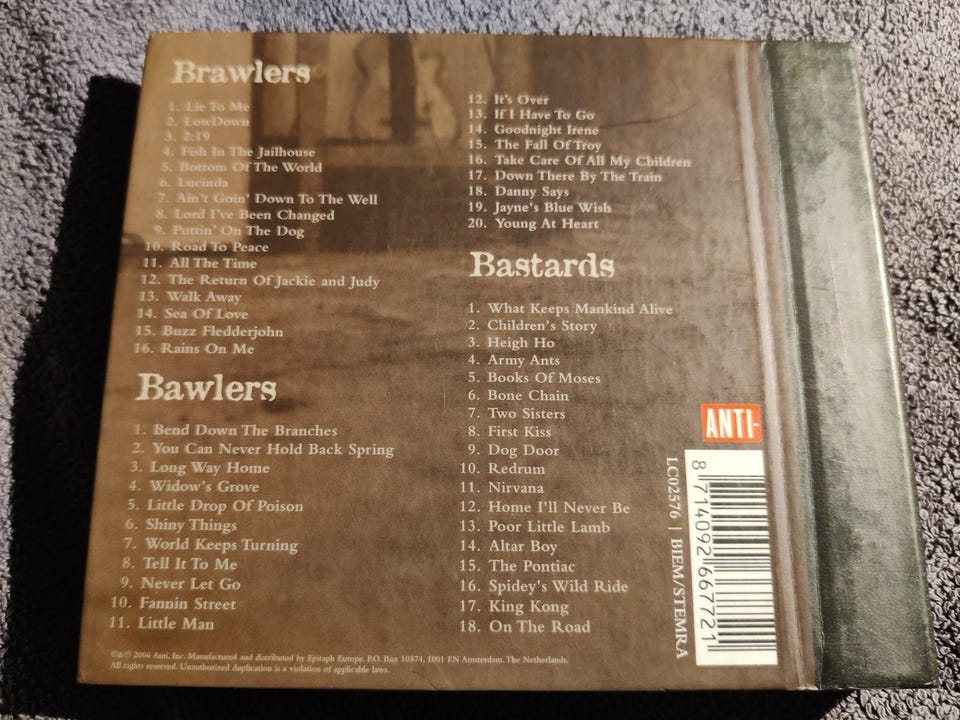 Brawlers
1. Lie To Me
2. LowDown
3. 2:19
4. Fish In The Jailhouse
5. Bottom Of The World
6. Lucinda
7. Ain't Goin' Down To The Well
8. Lord I've Been Changed
9. Puttin' On The Dog
10. Road To Peace
11. All The Time
12. The Return Of Jackie and Judy
13. Walk Away
14. Sea Of Love
15. Buzz Fledderjohn
16. Rains On Me
Bawlers
1. Bend Down The Branches
2. You Can Never Hold Back Spring
3. Long Way Home
4. Widow's Grove
5. Little Drop Of Poison
6. Shiny Things
7. World Keeps Turning
8. Tell It To Me
9. Never Let Go
10. Fannin Street
11. Little Man
12. It's Over
13. If I Have To Go
14. Goodnight Irene
15. The Fall Of Troy
16. Take Care Of All My Children
17. Down There By The Train
18. Danny Says
19. Jayne's Blue Wish
20. Young At Heart
Bastards
1. What Keeps Mankind Alive
2. Children's Story
3. Heigh Ho
4. Army Ants
5. Books Of Moses
6. Bone Chain
7. Two Sisters
8. First Kiss
9. Dog Door
10. Redrum
11. Nirvana
12. Home I'll Never Be
13. Poor Little Lamb
14. Altar Boy
15. The Pontiac
16. Spidey's Wild Ride
17. King Kong
18. On The Road
ANTI-
LC02576 | BIEM/STEMRA
8 714092 667721
©&℗ 2006 Anti, Inc. Manufactured and distributed by Epitaph Europe. P.O. Box 10574, 1001 EN Amsterdam. The Netherlands.
All rights reserved. Unauthorized duplication is a violation of applicable laws.